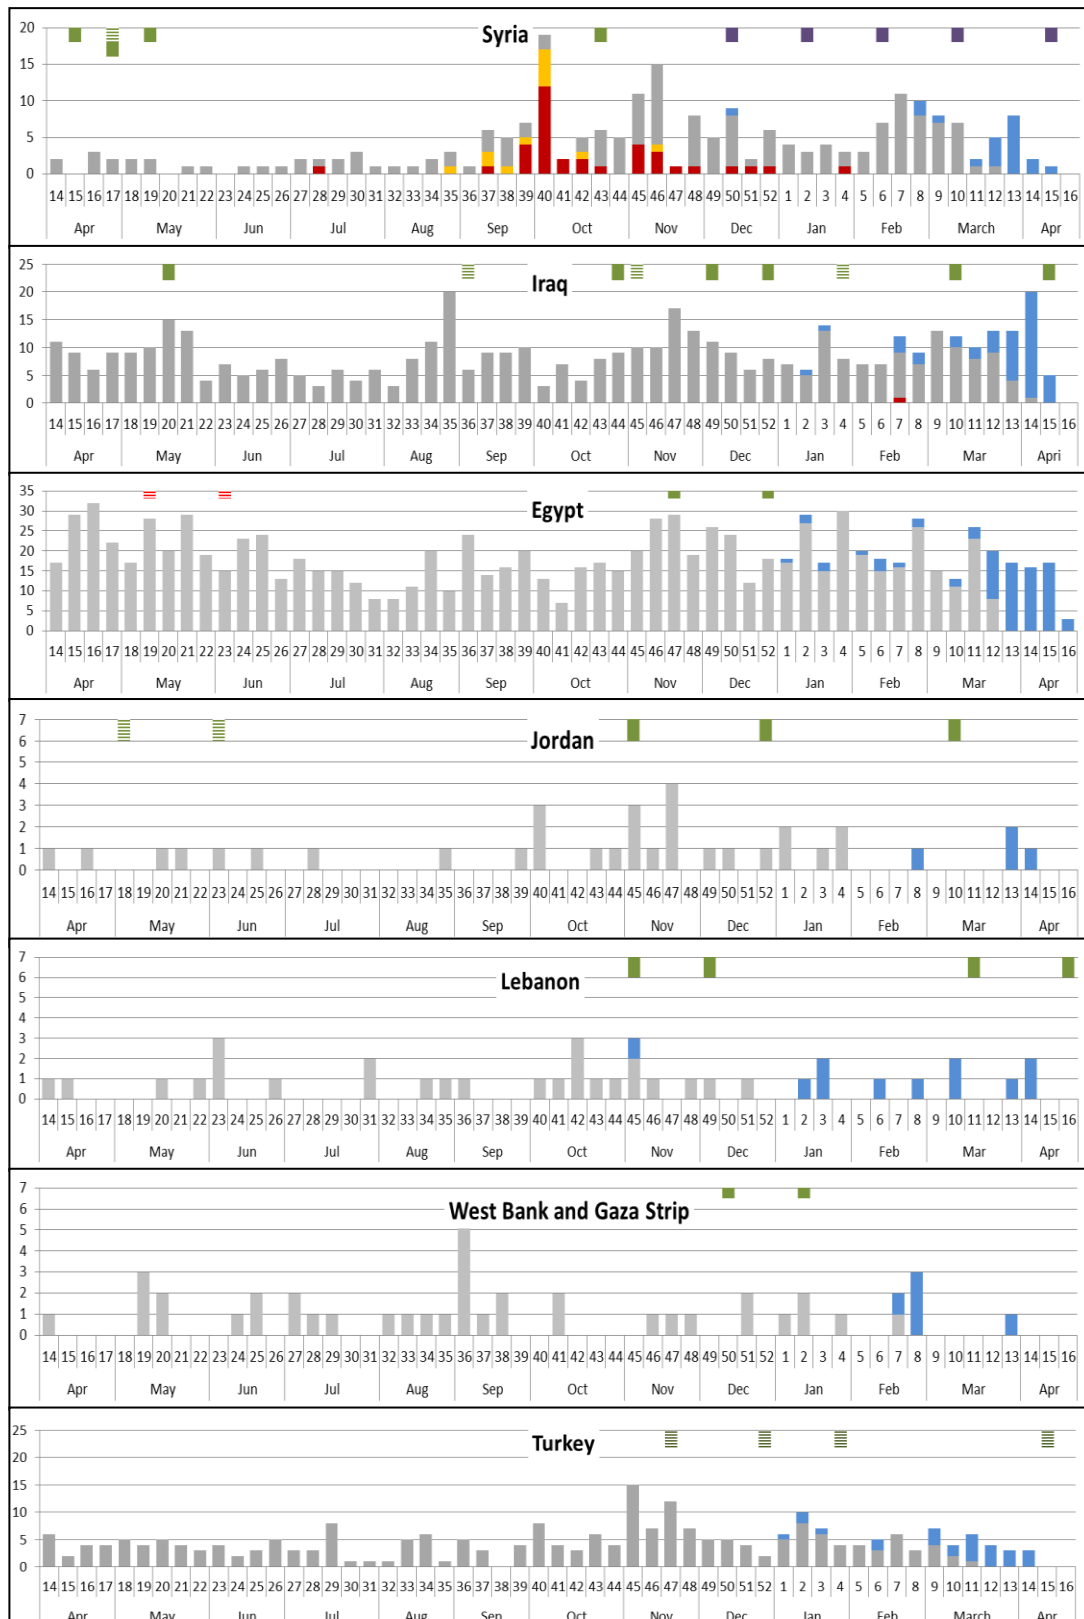 Syria
20
15
10
5
0
14 15 16 17 18 19 20 21 22 23 24 25 26 27 28 29 30 31 32 33 34 35 36 37 38 39 40 41 42 43 44 45 46 47 48 49 50 51 52 1 2 3 4 5 6 7 8 9 10 11 12 13 14 15 16
Apr May Jun Jul Aug Sep Oct Nov Dec Jan Feb March Apr
Iraq
25
20
15
10
5
0
14 15 16 17 18 19 20 21 22 23 24 25 26 27 28 29 30 31 32 33 34 35 36 37 38 39 40 41 42 43 44 45 46 47 48 49 50 51 52 1 2 3 4 5 6 7 8 9 10 11 12 13 14 15 16
Apr May Jun Jul Aug Sep Oct Nov Dec Jan Feb Mar Apri
Egypt
35
30
25
20
15
10
5
0
14 15 16 17 18 19 20 21 22 23 24 25 26 27 28 29 30 31 32 33 34 35 36 37 38 39 40 41 42 43 44 45 46 47 48 49 50 51 52 1 2 3 4 5 6 7 8 9 10 11 12 13 14 15 16
Apr May Jun Jul Aug Sep Oct Nov Dec Jan Feb Mar Apr
Jordan
7
6
5
4
3
2
1
0
14 15 16 17 18 19 20 21 22 23 24 25 26 27 28 29 30 31 32 33 34 35 36 37 38 39 40 41 42 43 44 45 46 47 48 49 50 51 52 1 2 3 4 5 6 7 8 9 10 11 12 13 14 15 16
Apr May Jun Jul Aug Sep Oct Nov Dec Jan Feb Mar Apr
Lebanon
7
6
5
4
3
2
1
0
14 15 16 17 18 19 20 21 22 23 24 25 26 27 28 29 30 31 32 33 34 35 36 37 38 39 40 41 42 43 44 45 46 47 48 49 50 51 52 1 2 3 4 5 6 7 8 9 10 11 12 13 14 15 16
Apr May Jun Jul Aug Sep Oct Nov Dec Jan Feb Mar Apr
West Bank and Gaza Strip
7
6
5
4
3
2
1
0
14 15 16 17 18 19 20 21 22 23 24 25 26 27 28 29 30 31 32 33 34 35 36 37 38 39 40 41 42 43 44 45 46 47 48 49 50 51 52 1 2 3 4 5 6 7 8 9 10 11 12 13 14 15 16
Apr May Jun Jul Aug Sep Oct Nov Dec Jan Feb Mar Apr
Turkey
25
20
15
10
5
0
14 15 16 17 18 19 20 21 22 23 24 25 26 27 28 29 30 31 32 33 34 35 36 37 38 39 40 41 42 43 44 45 46 47 48 49 50 51 52 1 2 3 4 5 6 7 8 9 10 11 12 13 14 15 16
Apr May Jun Jul Aug Sep Oct Nov Dec Jan Feb Mar Apr